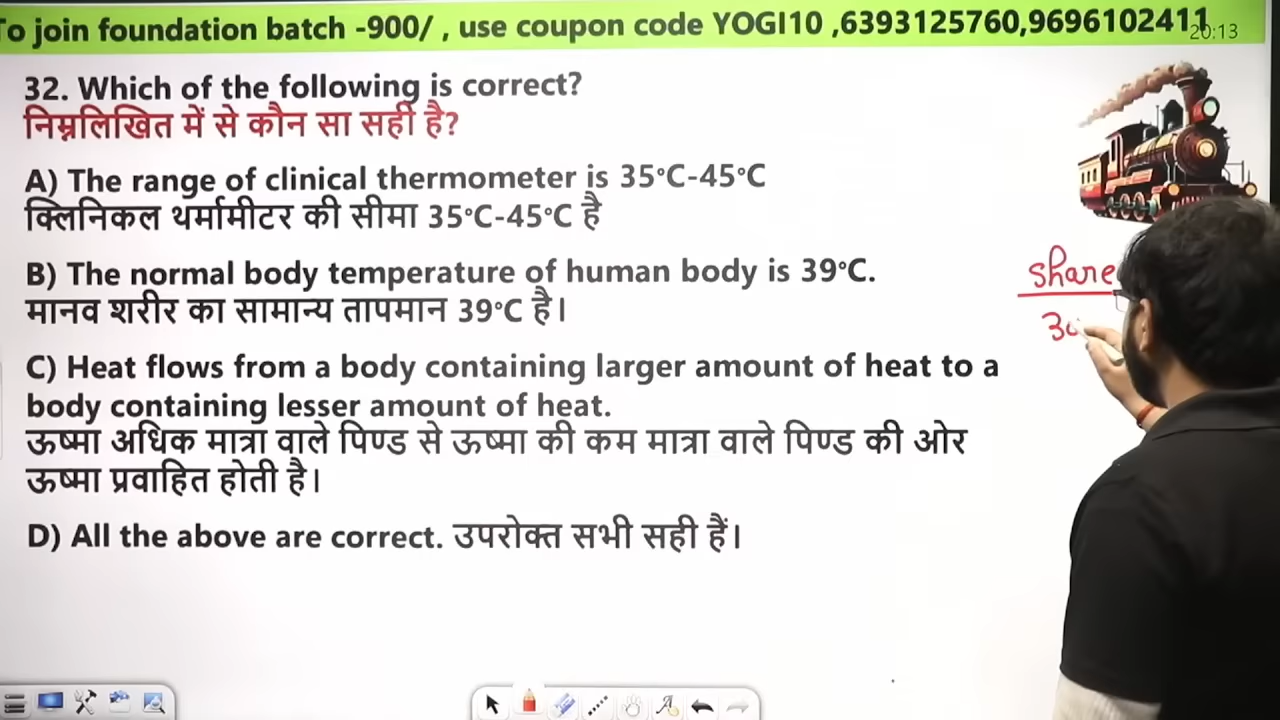 To join foundation batch -900/ , use coupon code YOGI10 ,6393125760,9696102411
20:13
32. Which of the following is correct?
निम्नलिखित में से कौन सा सही है?
A) The range of clinical thermometer is 35°C-45°C
क्लिनिकल थर्मामीटर की सीमा 35°C-45°C है
share
B) The normal body temperature of human body is 39°C.
मानव शरीर का सामान्य तापमान 39°C है।
C) Heat flows from a body containing larger amount of heat to a
body containing lesser amount of heat.
ऊष्मा अधिक मात्रा वाले पिण्ड से ऊष्मा की कम मात्रा वाले पिण्ड की ओर
ऊष्मा प्रवाहित होती है।
D) All the above are correct. उपरोक्त सभी सही हैं।